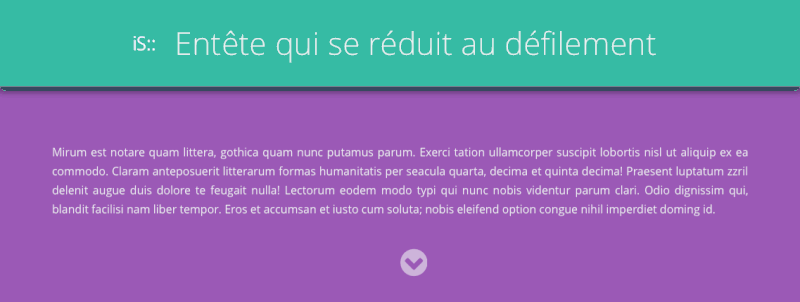 iS:: Entête qui se réduit au défilement
Mirum est notare quam littera, gothica quam nunc putamus parum. Exerci tation ullamcorper suscipit lobortis nisl ut aliquip ex ea
commodo. Claram anteposuerit litterarum formas humanitatis per seacula quarta, decima et quinta decima! Praesent luptatum zzril
delenit augue duis dolore te feugait nulla! Lectorum eodem modo typi qui nunc nobis videntur parum clari. Odio dignissim qui,
blandit facilisi nam liber tempor. Eros et accumsan et iusto cum soluta; nobis eleifend option congue nihil imperdiet doming id.